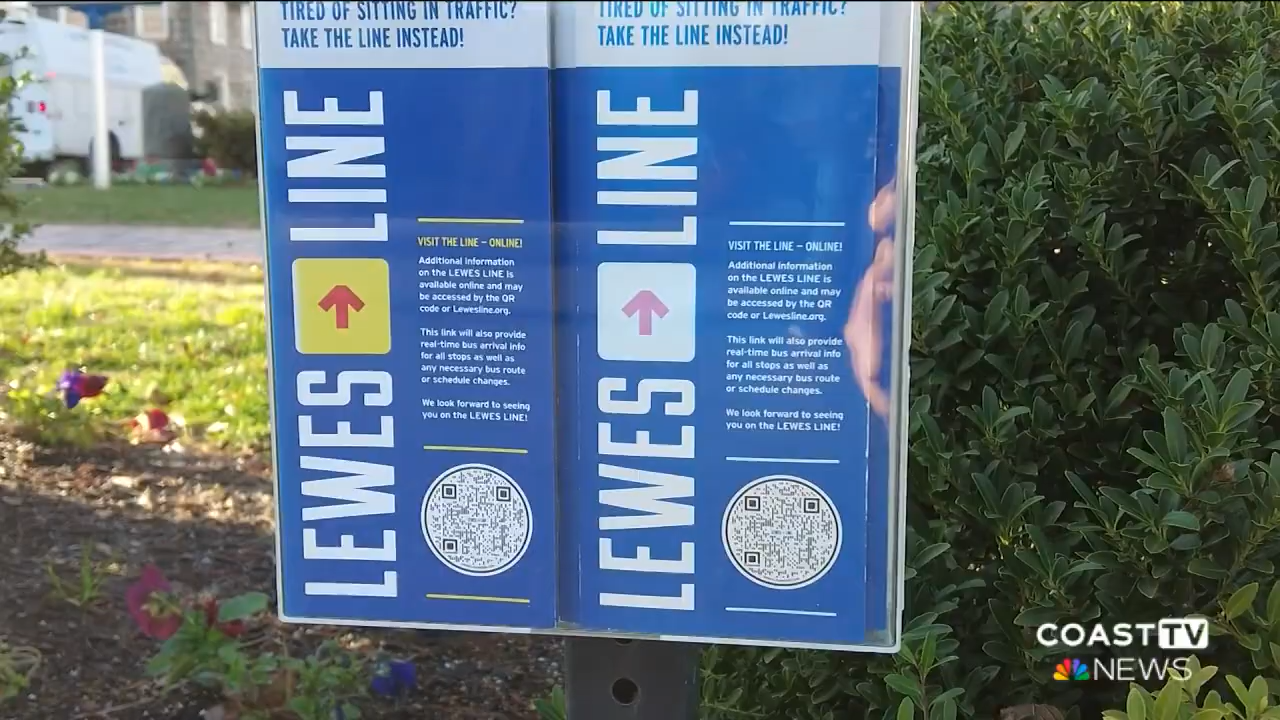 TIRED OF SITTING IN TRAFFIC?
TAKE THE LINE INSTEAD!
LEWES LINE
VISIT THE LINE – ONLINE!
Additional information
on the LEWES LINE is
available online and may
be accessed by the QR
code or Lewesline.org.
This link will also provide
real-time bus arrival info
for all stops as well as
any necessary bus route
or schedule changes.
We look forward to seeing
you on the LEWES LINE!
TIRED OF SITTING IN TRAFFIC?
TAKE THE LINE INSTEAD!
LEWES LINE
VISIT THE LINE – ONLINE!
Additional information
on the LEWES LINE is
available online and may
be accessed by the QR
code or Lewesline.org.
This link will also provide
real-time bus arrival info
for all stops as well as
any necessary bus route
or schedule changes.
We look forward to seeing
you on the LEWES LINE!
COAST TV
NEWS